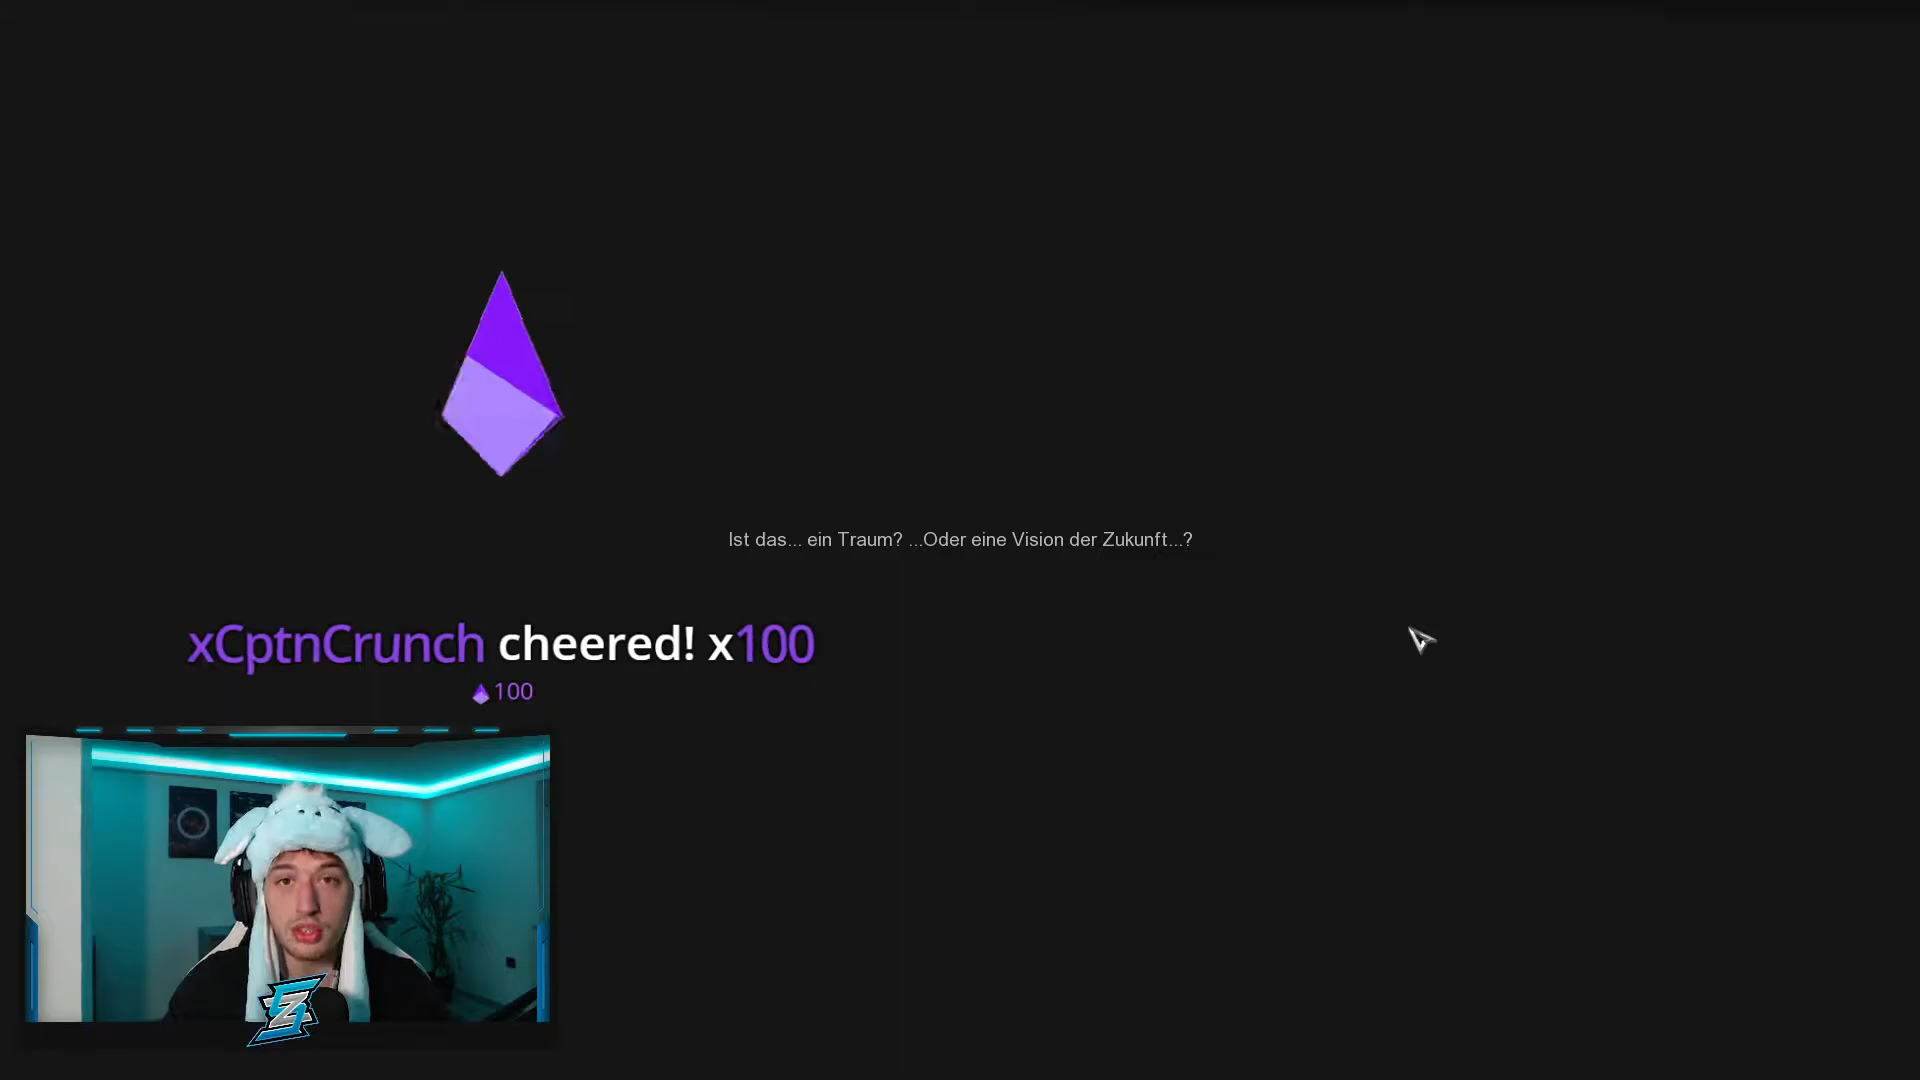 Ist das... ein Traum? ...Oder eine Vision der Zukunft...?
xCptnCrunch cheered! x100
100